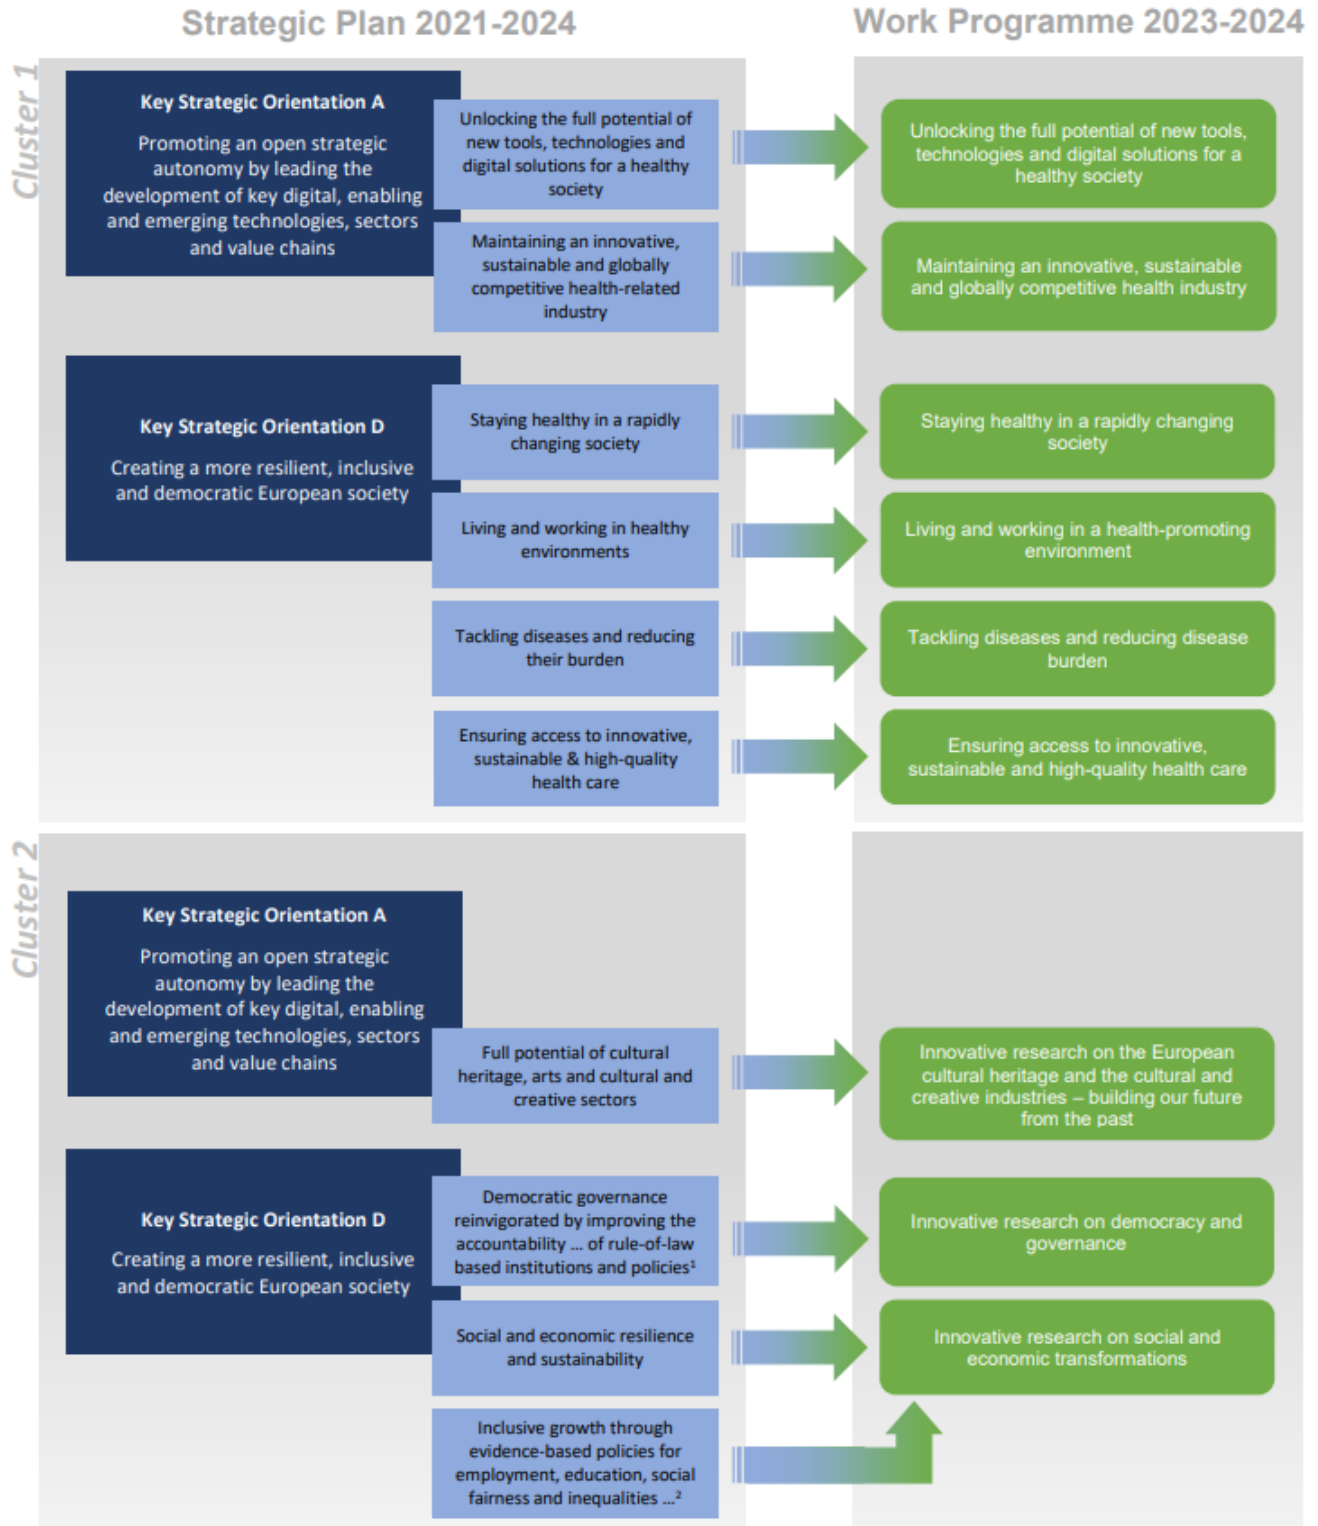 Strategic Plan 2021-2024
Work Programme 2023-2024
Cluster 1
Key Strategic Orientation A
Promoting an open strategic
autonomy by leading the
development of key digital, enabling
and emerging technologies, sectors
and value chains
Unlocking the full potential of
new tools, technologies and
digital solutions for a healthy
society
Unlocking the full potential of new tools,
technologies and digital solutions for a
healthy society
Maintaining an innovative,
sustainable and globally
competitive health-related
industry
Maintaining an innovative, sustainable
and globally competitive health industry
Key Strategic Orientation D
Creating a more resilient, inclusive
and democratic European society
Staying healthy in a rapidly
changing society
Staying healthy in a rapidly changing
society
Living and working in healthy
environments
Living and working in a health-promoting
environment
Tackling diseases and reducing
their burden
Tackling diseases and reducing disease
burden
Ensuring access to innovative,
sustainable & high-quality
health care
Ensuring access to innovative,
sustainable and high-quality health care
Cluster 2
Key Strategic Orientation A
Promoting an open strategic
autonomy by leading the
development of key digital, enabling
and emerging technologies, sectors
and value chains
Full potential of cultural
heritage, arts and cultural and
creative sectors
Innovative research on the European
cultural heritage and the cultural and
creative industries – building our future
from the past
Key Strategic Orientation D
Creating a more resilient, inclusive
and democratic European society
Democratic governance
reinvigorated by improving the
accountability ... of rule-of-law
based institutions and policies¹
Innovative research on democracy and
governance
Social and economic resilience
and sustainability
Innovative research on social and
economic transformations
Inclusive growth through
evidence-based policies for
employment, education, social
fairness and inequalities ...²